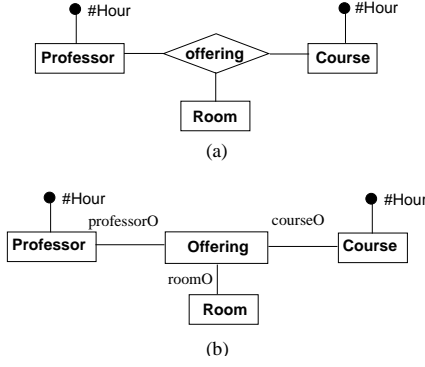 #Hour #Hour
Professor offering Course
Room
(a)
#Hour #Hour
professorO courseO
Professor Offering Course
roomO
Room
(b)